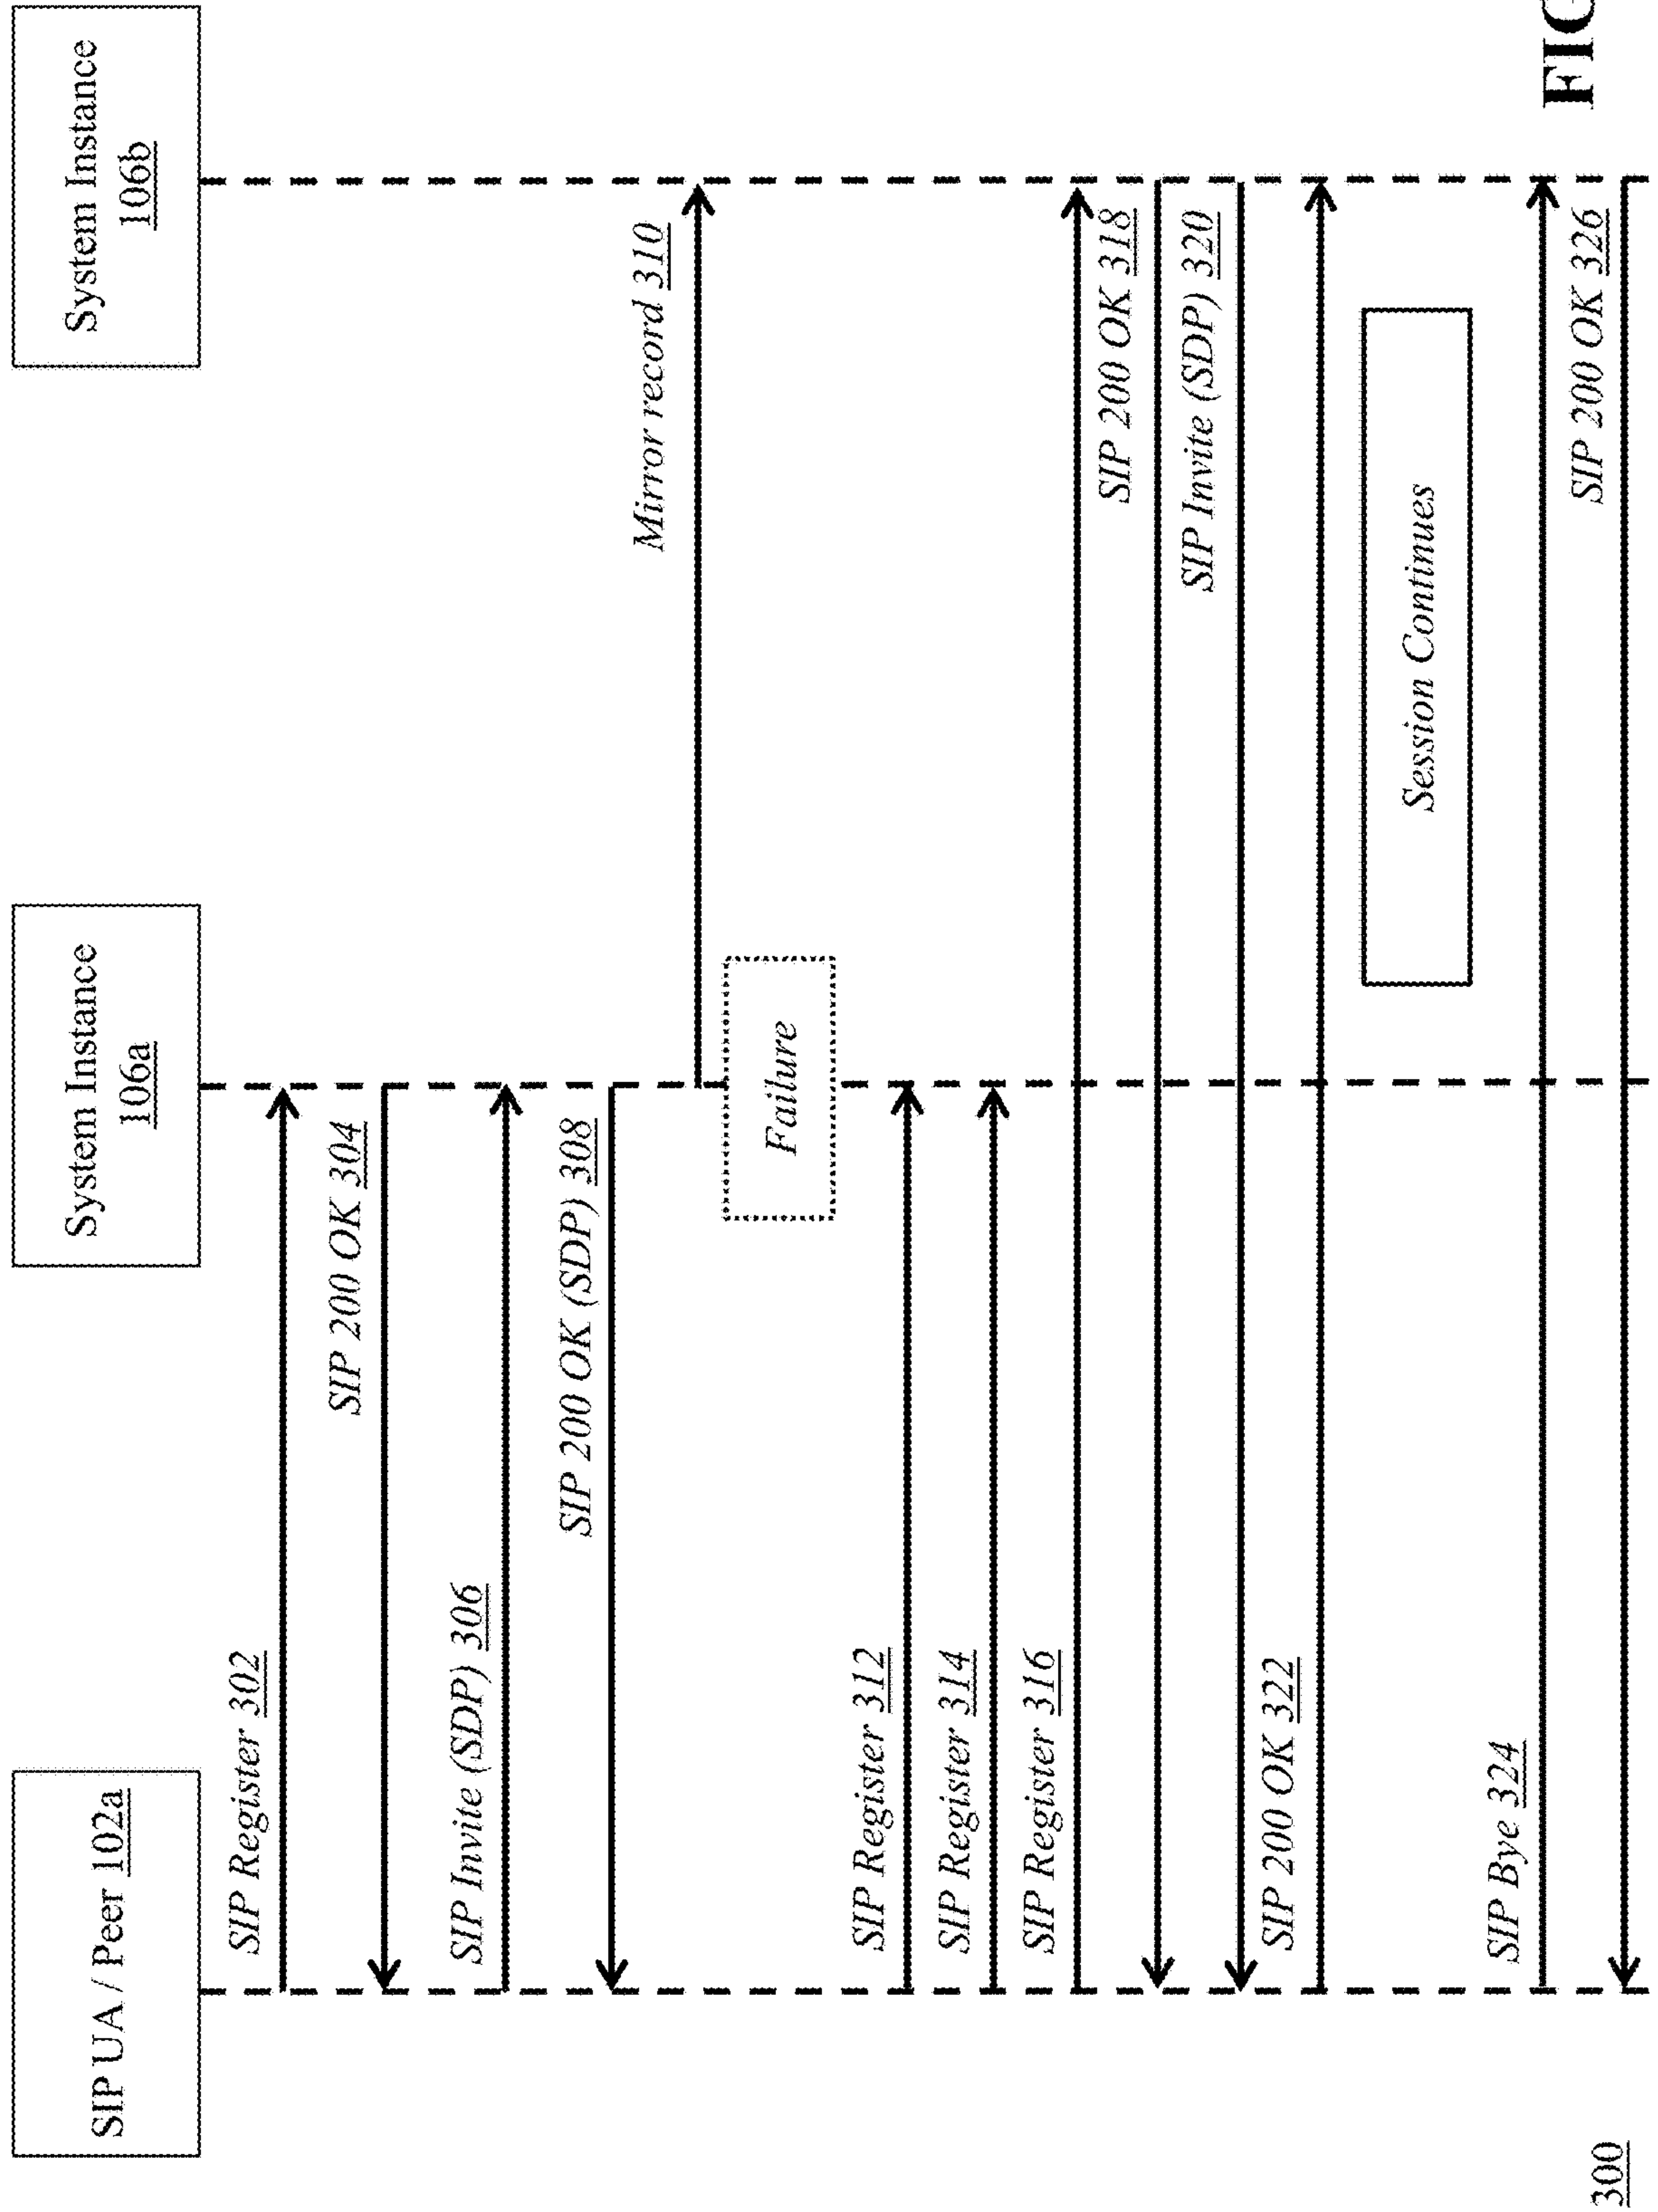 SIP UA / Peer 102a
System Instance
106a
System Instance
106b
SIP Register 302
SIP 200 OK 304
SIP Invite (SDP) 306
SIP 200 OK (SDP) 308
Mirror record 310
Failure
SIP Register 312
SIP Register 314
SIP Register 316
SIP 200 OK 318
SIP Invite (SDP) 320
SIP 200 OK 322
Session Continues
SIP Bye 324
SIP 200 OK 326
300
FIG